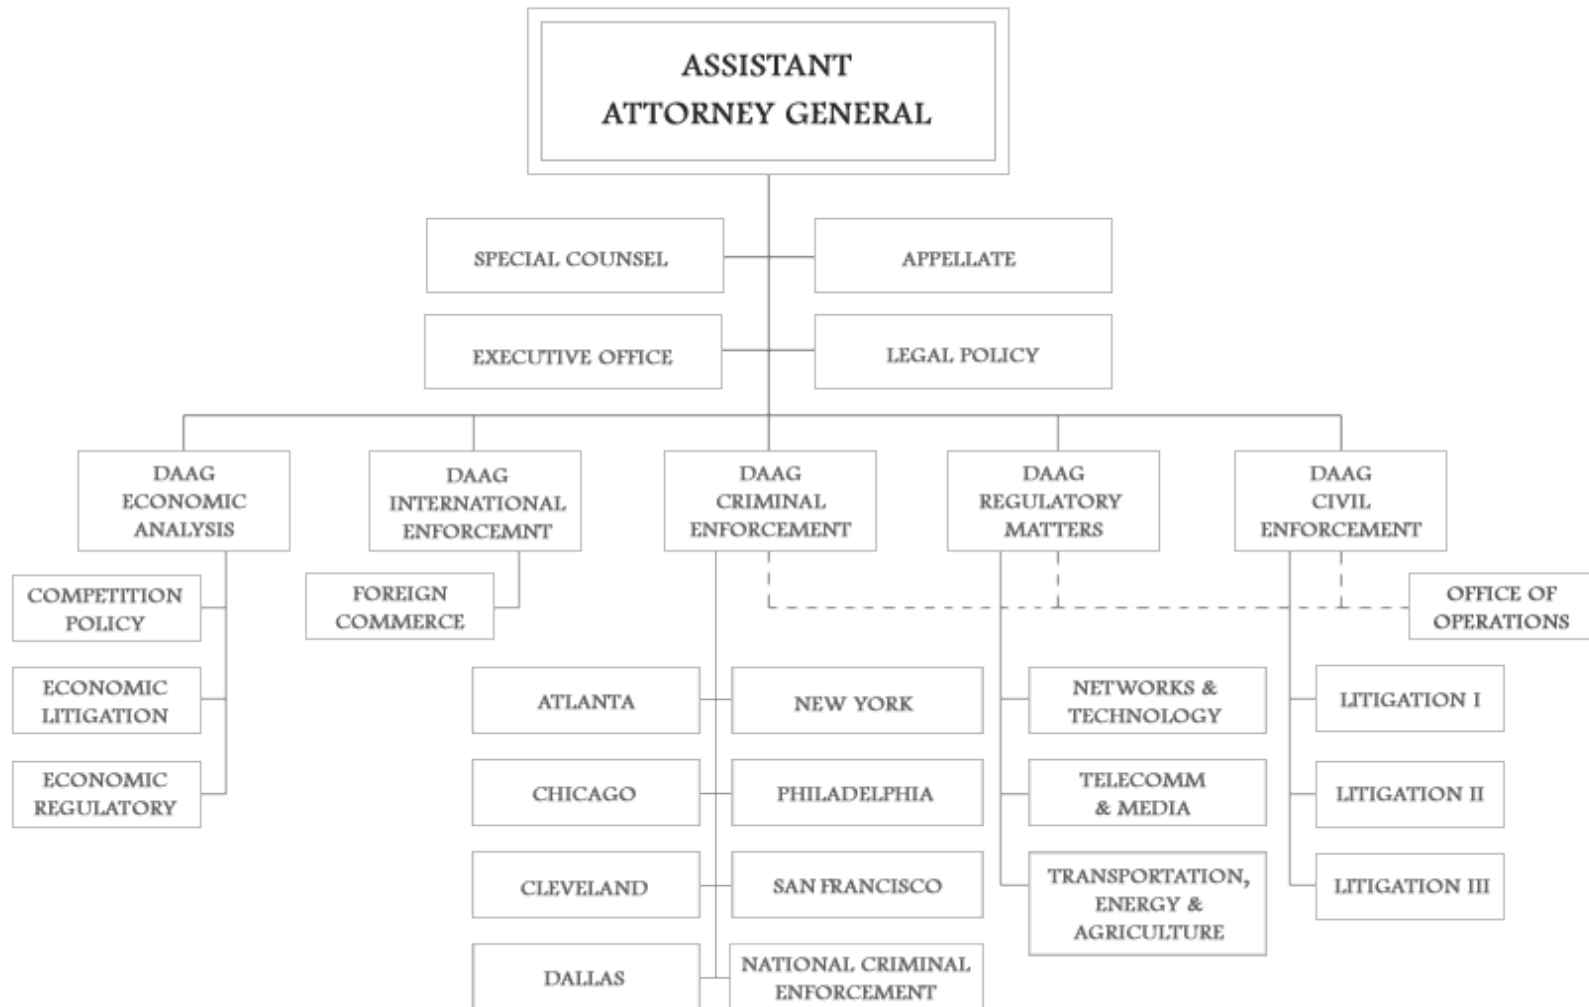 ASSISTANT
ATTORNEY GENERAL
SPECIAL COUNSEL
APPELLATE
EXECUTIVE OFFICE
LEGAL POLICY
DAAG
ECONOMIC
ANALYSIS
DAAG
INTERNATIONAL
ENFORCEMNT
DAAG
CRIMINAL
ENFORCEMENT
DAAG
REGULATORY
MATTERS
DAAG
CIVIL
ENFORCEMENT
COMPETITION
POLICY
FOREIGN
COMMERCE
OFFICE OF
OPERATIONS
ECONOMIC
LITIGATION
ATLANTA
NEW YORK
NETWORKS &
TECHNOLOGY
LITIGATION I
ECONOMIC
REGULATORY
CHICAGO
PHILADELPHIA
TELECOMM
& MEDIA
LITIGATION II
CLEVELAND
SAN FRANCISCO
TRANSPORTATION,
ENERGY &
AGRICULTURE
LITIGATION III
DALLAS
NATIONAL CRIMINAL
ENFORCEMENT